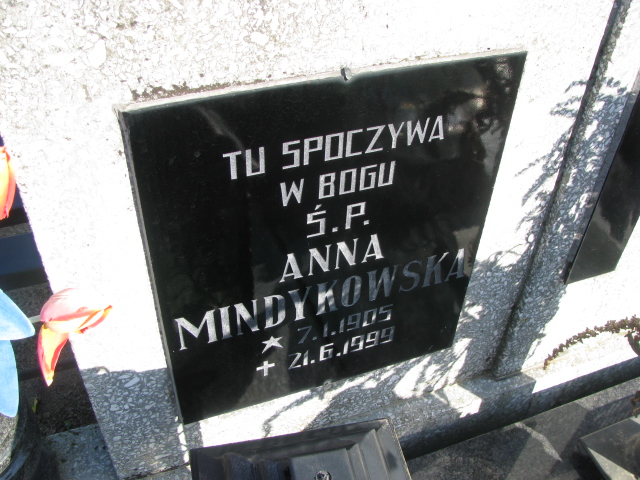 TU SPOCZYWA
W BOGU
Ś.P.
ANNA
MINDYKOWSKA
* 7.1.1905
+ 21.6.1999